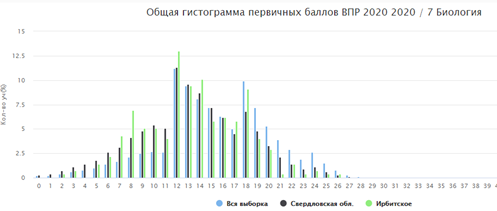 Общая гистограмма первичных баллов ВПР 2020 2020 / 7 Биология
Кол-во уч(%)
15
12.5
10
7.5
5
2.5
0
0 1 2 3 4 5 6 7 8 9 10 11 12 13 14 15 16 17 18 19 20 21 22 23 24 25 26 27 28 29 30 31 32 33 34 35 36 37 38 39 4
Вся выборка Свердловская обл. Ирбитское